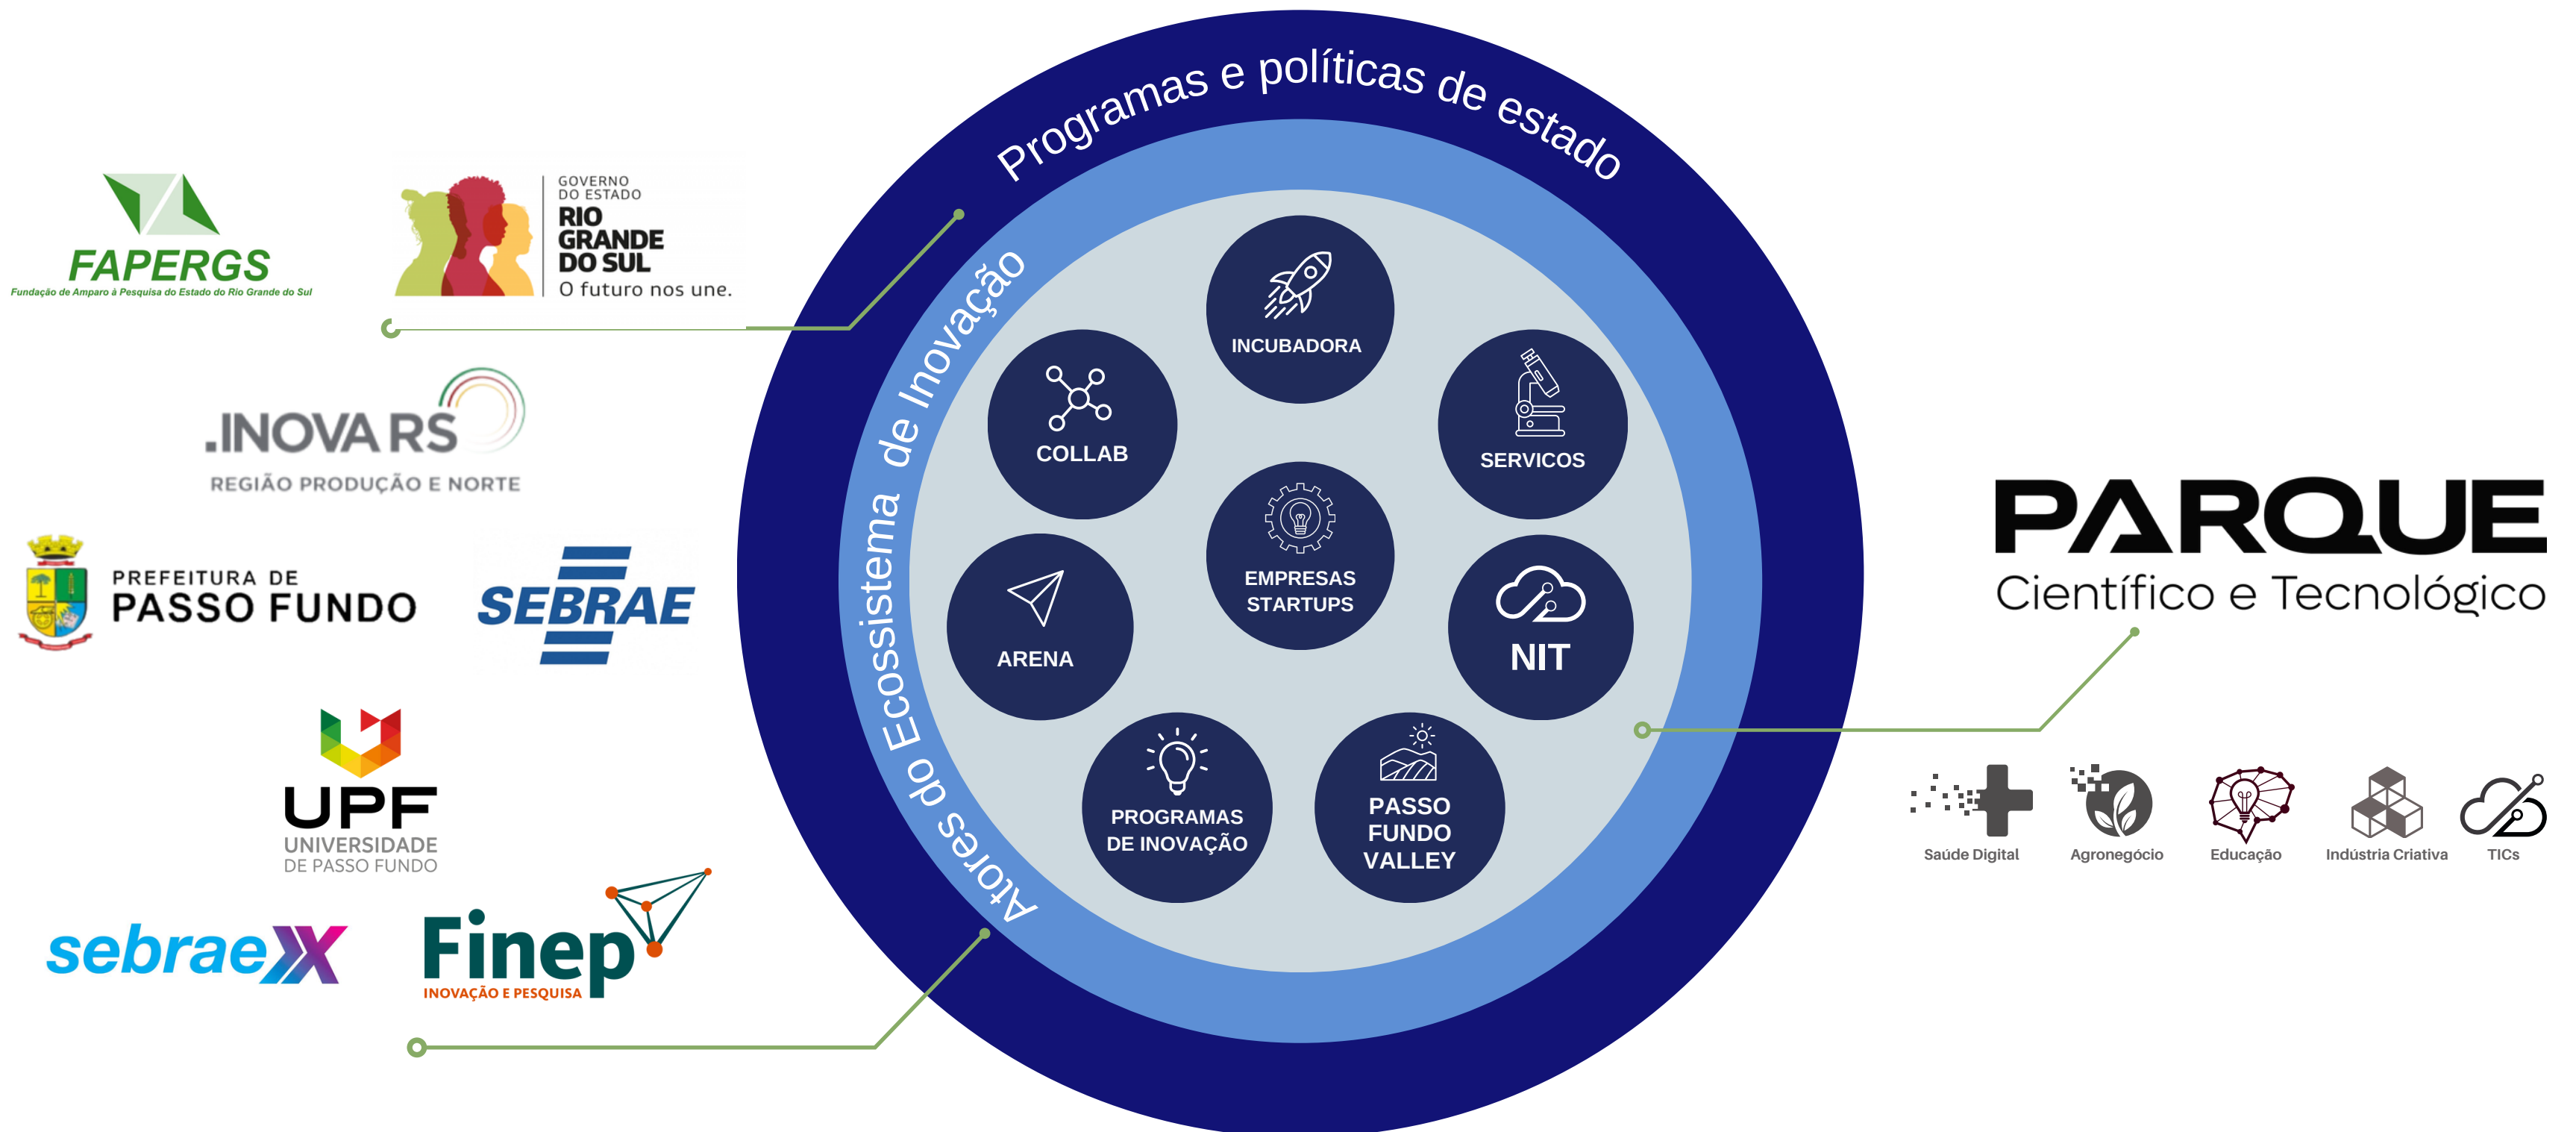 Programas e políticas de estado
Atores do Ecossistema de Inovação
FAPERGS
Fundação de Amparo à Pesquisa do Estado do Rio Grande do Sul
GOVERNO
DO ESTADO
RIO
GRANDE
DO SUL
O futuro nos une.
.INOVA RS
REGIÃO PRODUÇÃO E NORTE
PREFEITURA DE
PASSO FUNDO
SEBRAE
UPF
UNIVERSIDADE
DE PASSO FUNDO
sebraeX
Finep
INOVAÇÃO E PESQUISA
INCUBADORA
COLLAB
SERVICOS
EMPRESAS
STARTUPS
ARENA
NIT
PROGRAMAS
DE INOVAÇÃO
PASSO
FUNDO
VALLEY
PARQUE
Científico e Tecnológico
Saúde Digital
Agronegócio
Educação
Indústria Criativa
TICs